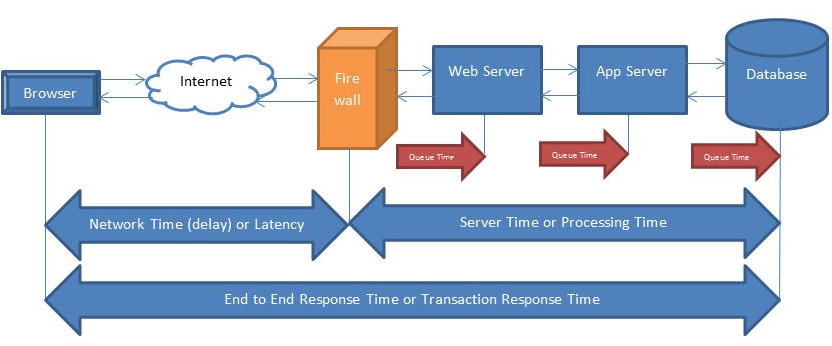 Browser
Internet
Fire
wall
Web Server
App Server
Database
Queue Time
Queue Time
Queue Time
Network Time (delay) or Latency
Server Time or Processing Time
End to End Response Time or Transaction Response Time